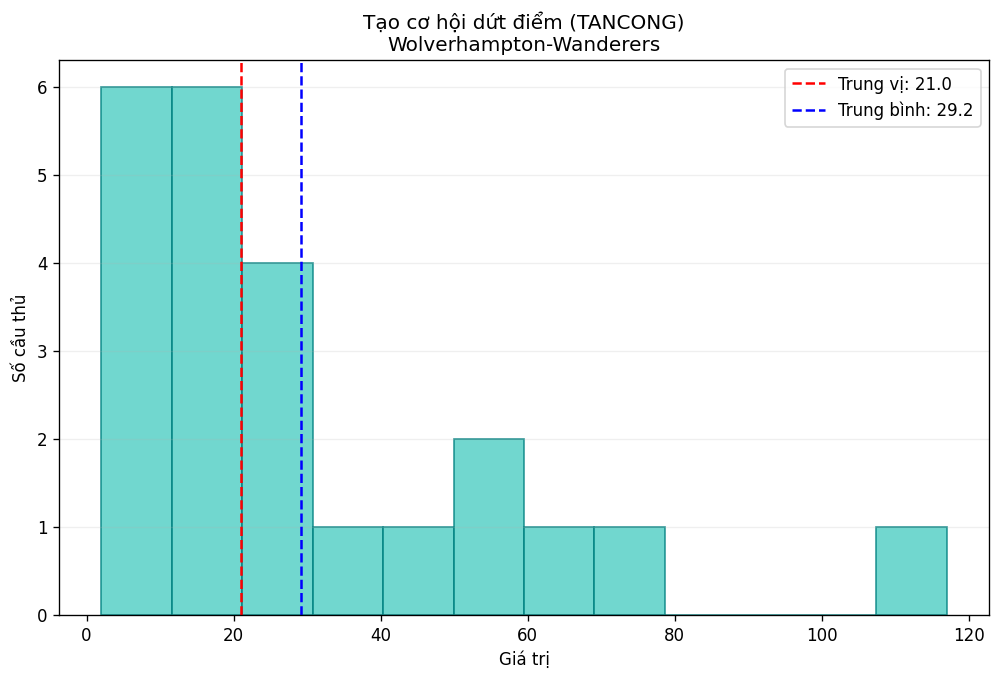 Tạo cơ hội dứt điểm (TANCONG)
Wolverhampton-Wanderers
Trung vị: 21.0
Trung bình: 29.2
Số cầu thủ
6
5
4
3
2
1
0
0 20 40 60 80 100 120
Giá trị